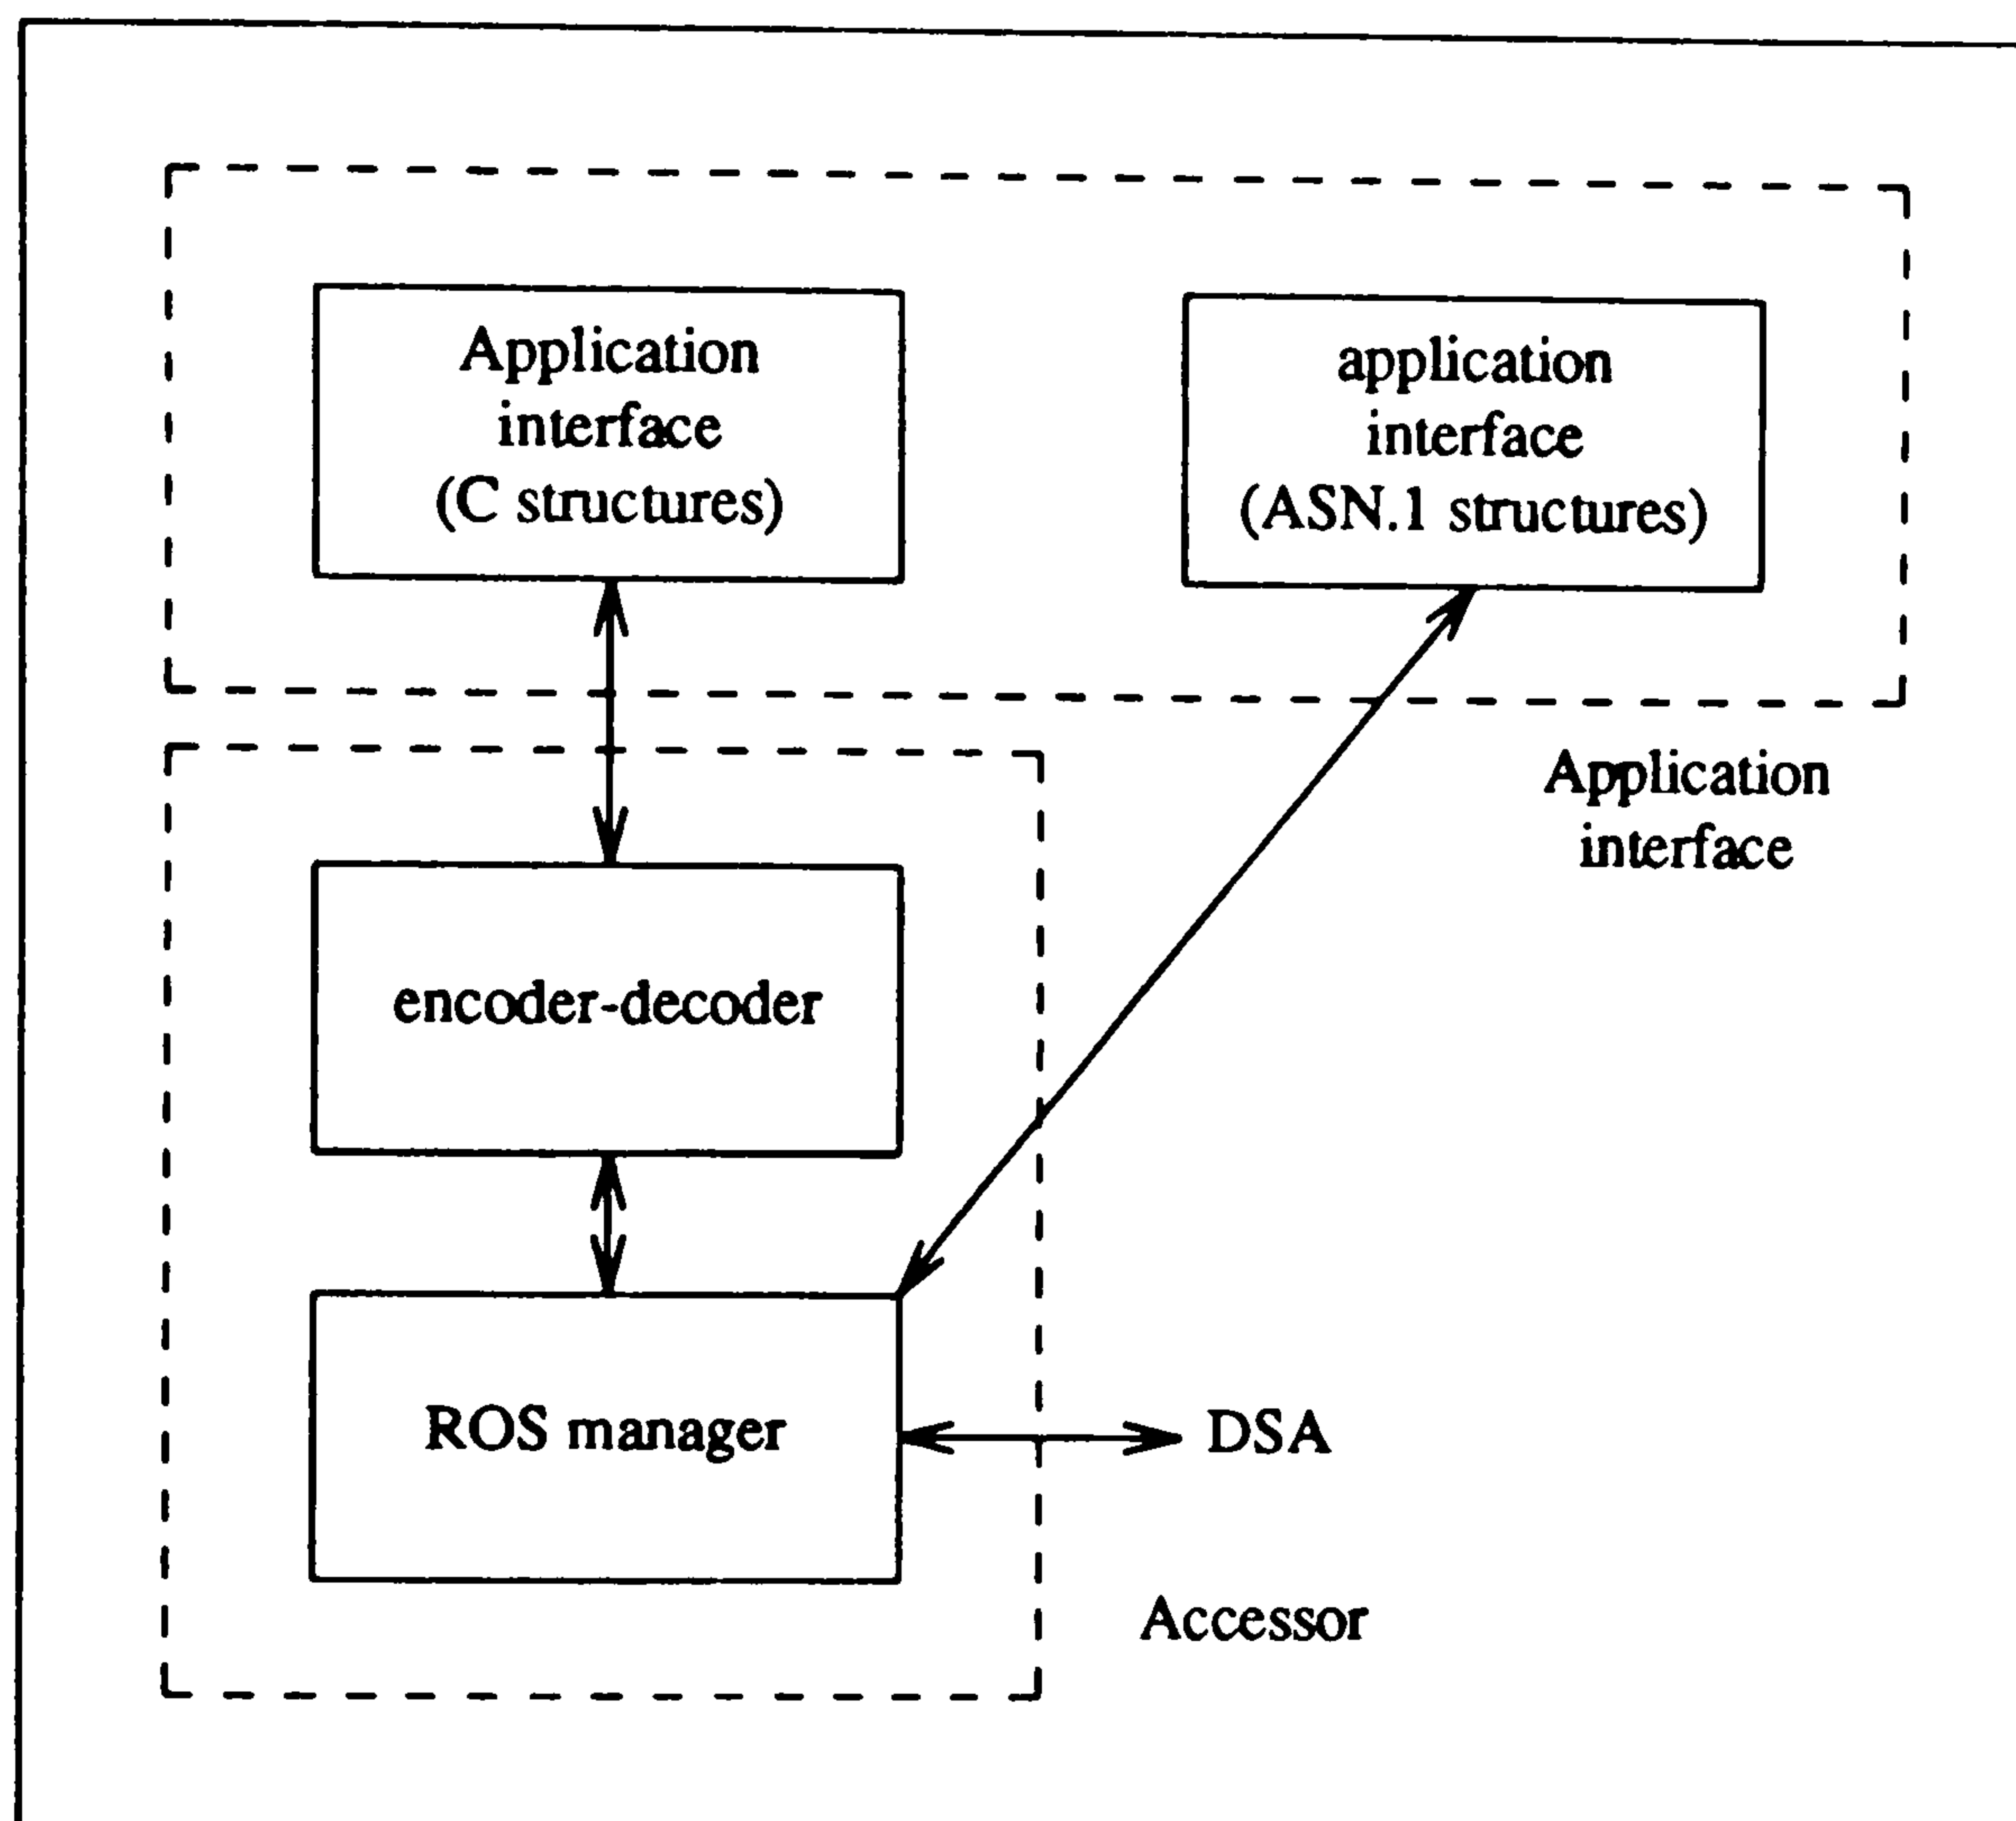 Application
interface
(C structures)
application
interface
(ASN.1 structures)
Application
interface
encoder-decoder
ROS manager
DSA
Accessor